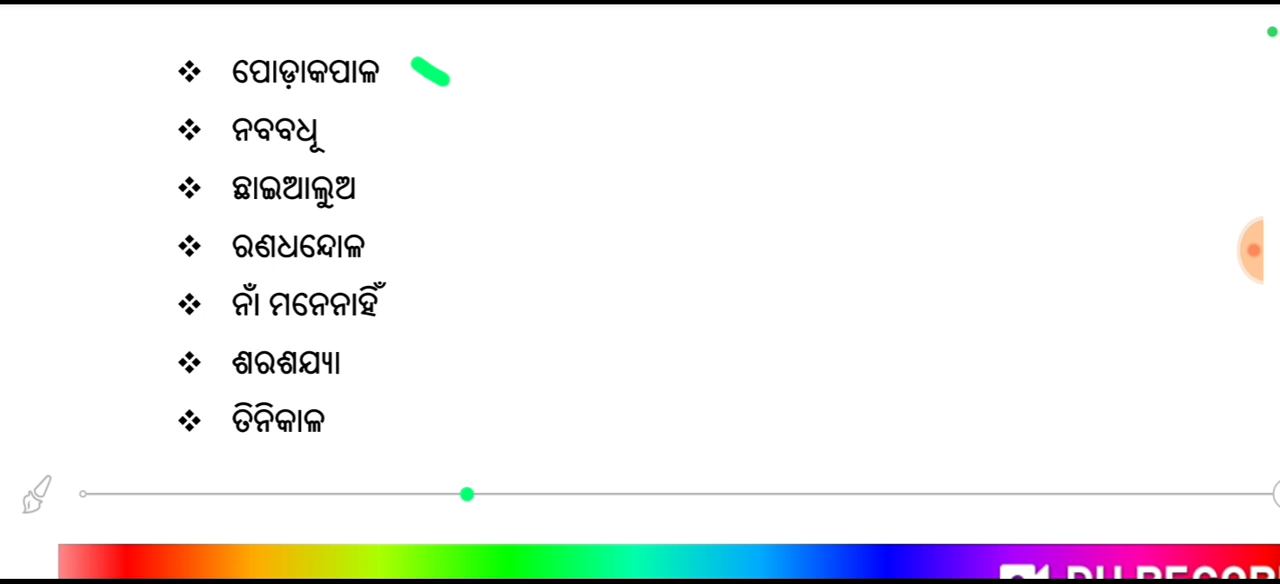 ପୋଡ଼ାକପାଳ
ନବବଧୂ
ଛାଇଆଲୁଅ
ରଣଧନ୍ଦୋଳ
ନାଁ ମନେନାହିଁ
ଶରଶଯ୍ୟା
ତିନିକାଳ